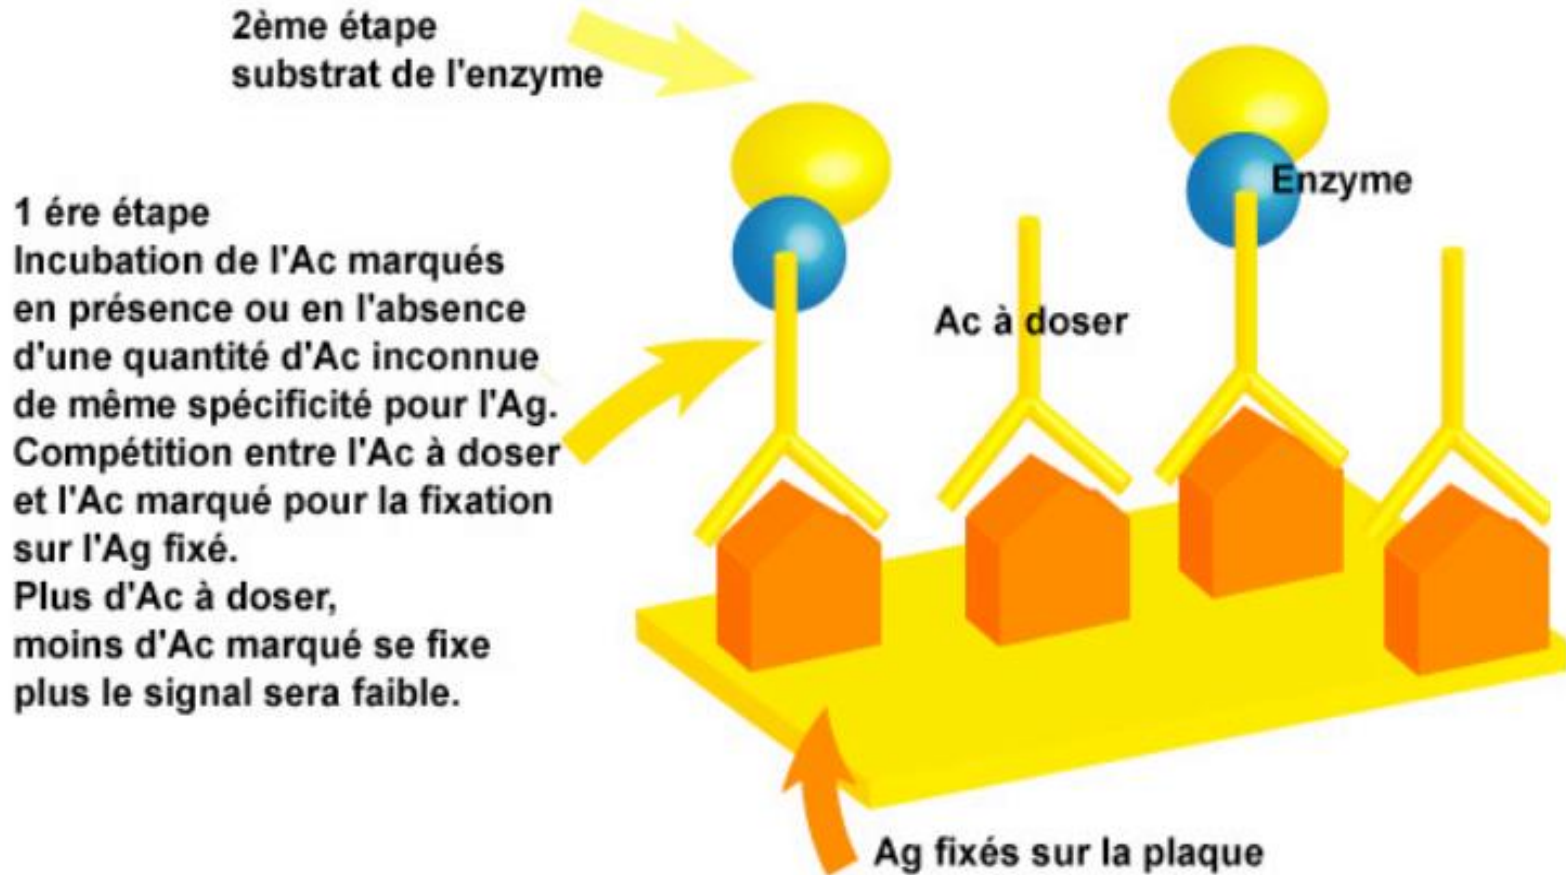 2ème étape
substrat de l'enzyme
1 ére étape
Incubation de l'Ac marqués
en présence ou en l'absence
d'une quantité d'Ac inconnue
de même spécificité pour l'Ag.
Compétition entre l'Ac à doser
et l'Ac marqué pour la fixation
sur l'Ag fixé.
Plus d'Ac à doser,
moins d'Ac marqué se fixe
plus le signal sera faible.
Enzyme
Ac à doser
Ag fixés sur la plaque